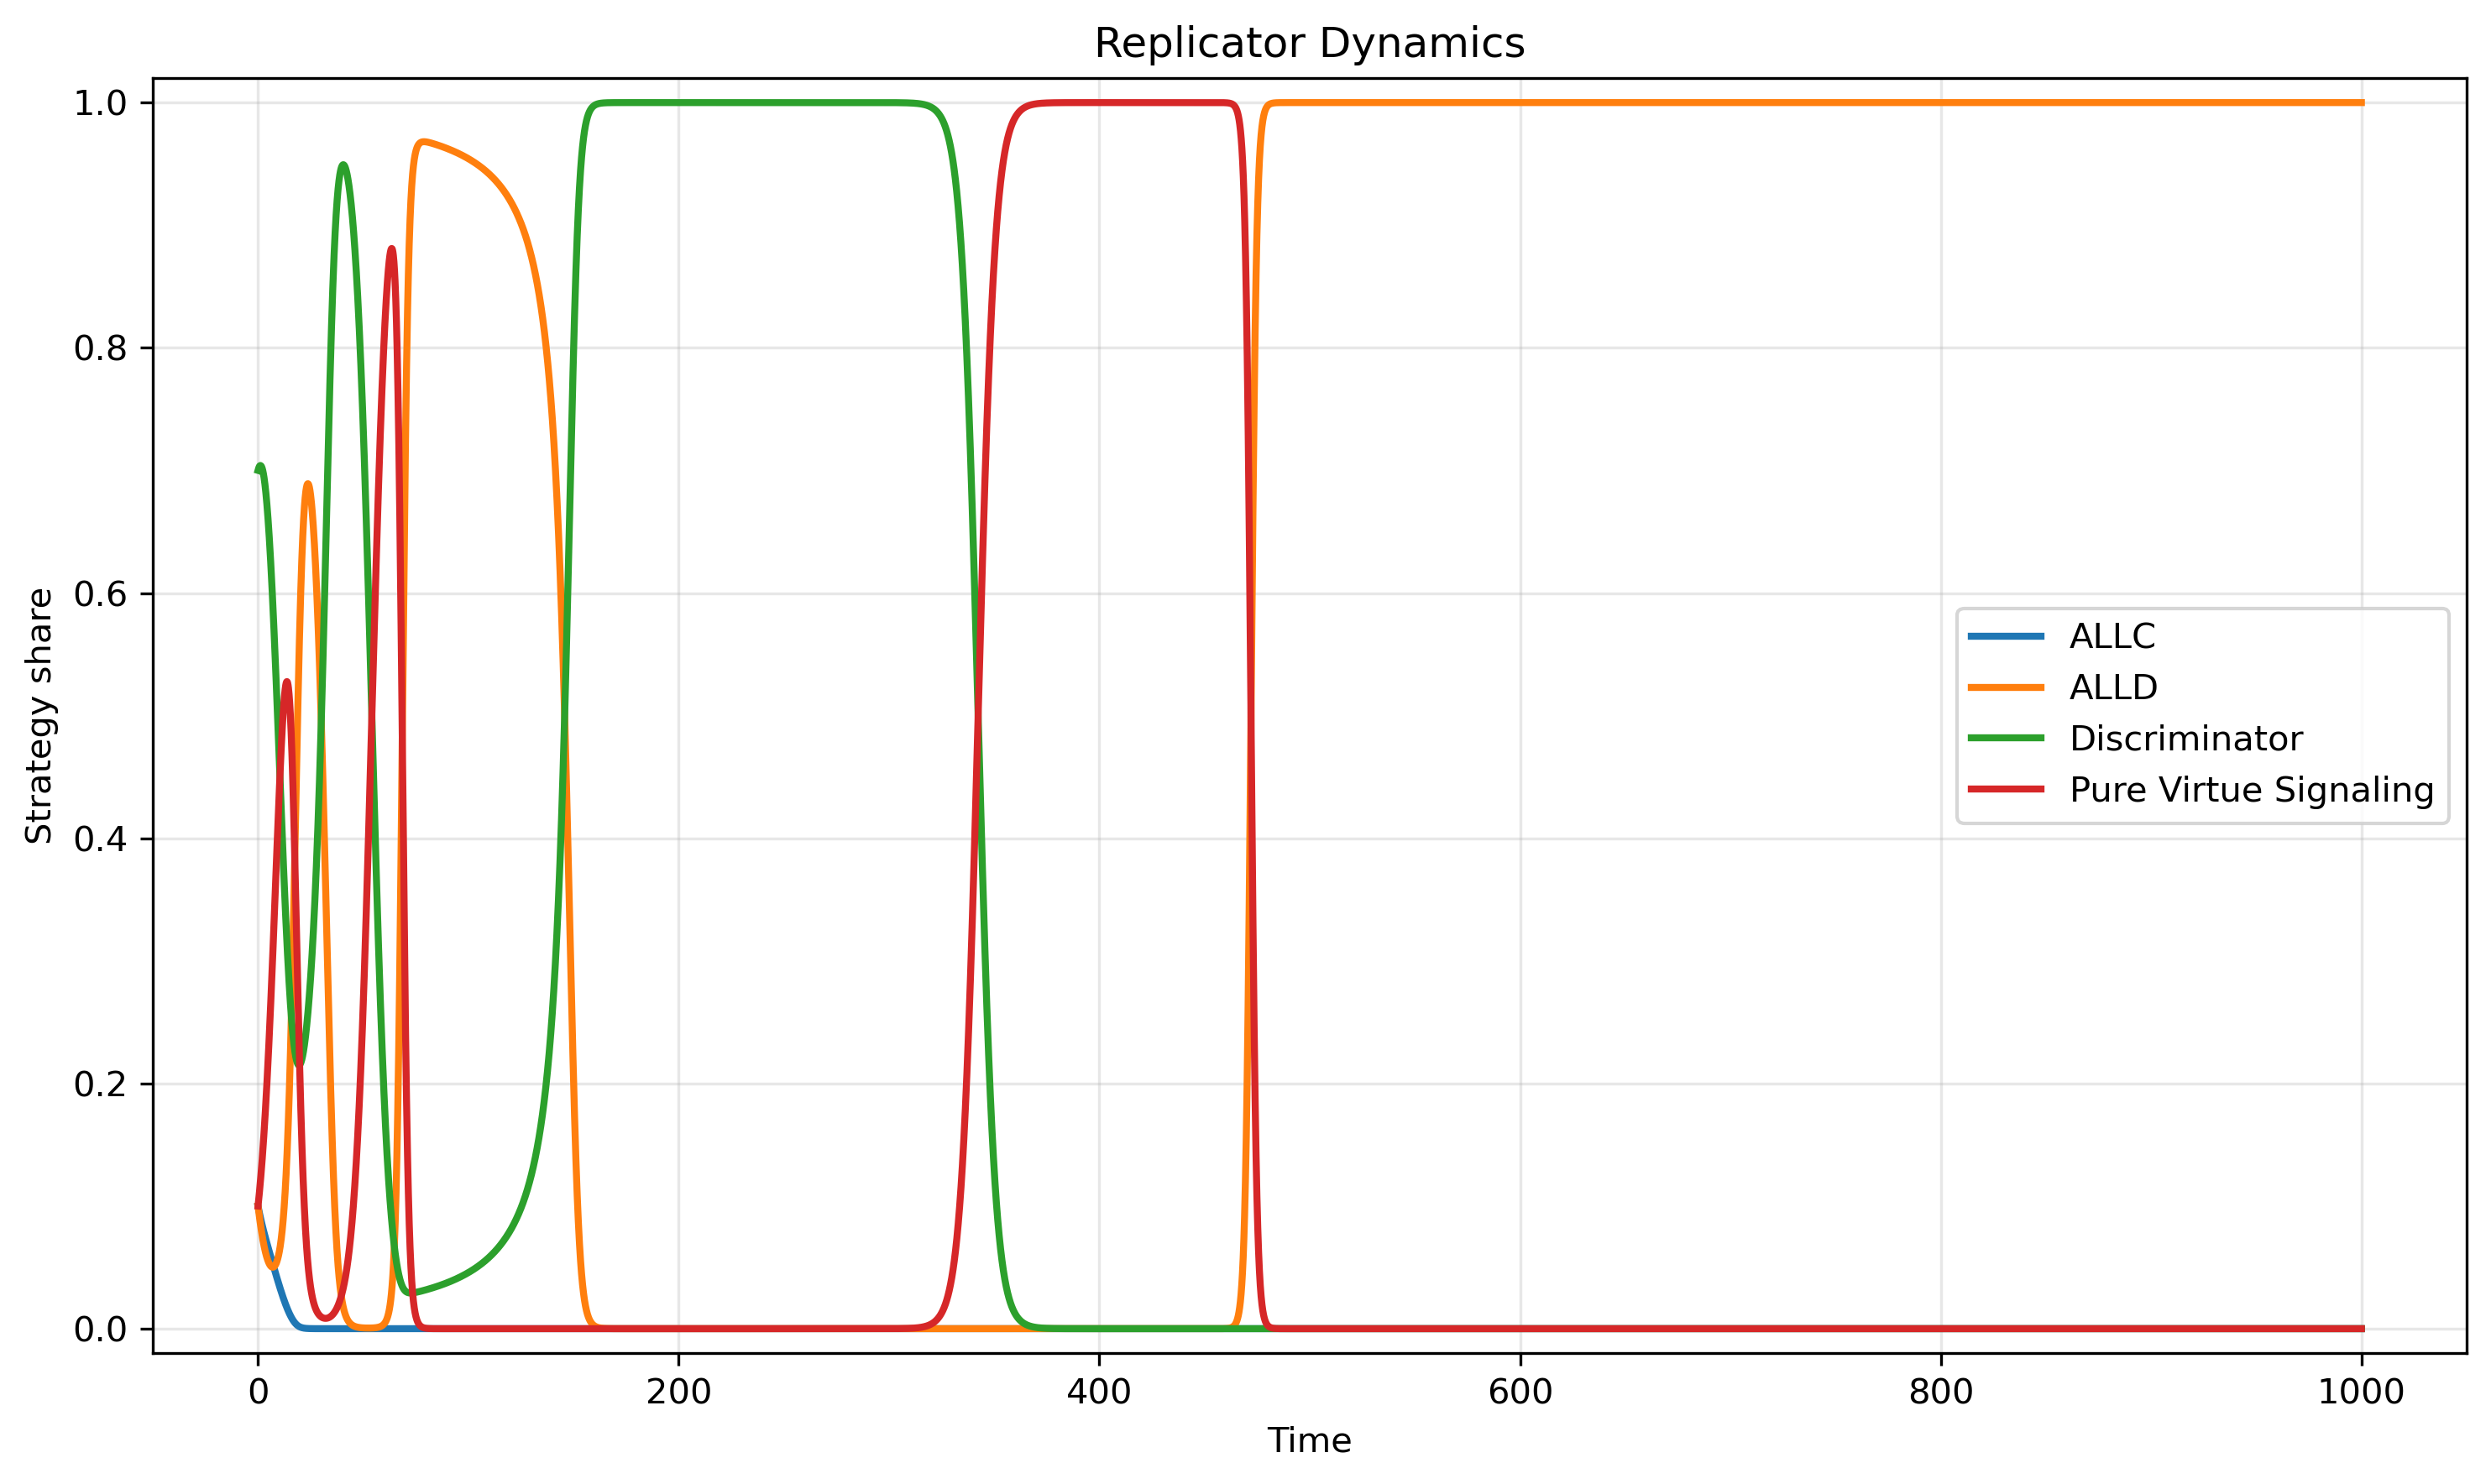 Replicator Dynamics
Strategy share
1.0
0.8
0.6
0.4
0.2
0.0
ALLC
ALLD
Discriminator
Pure Virtue Signaling
0
200
400
600
800
1000
Time